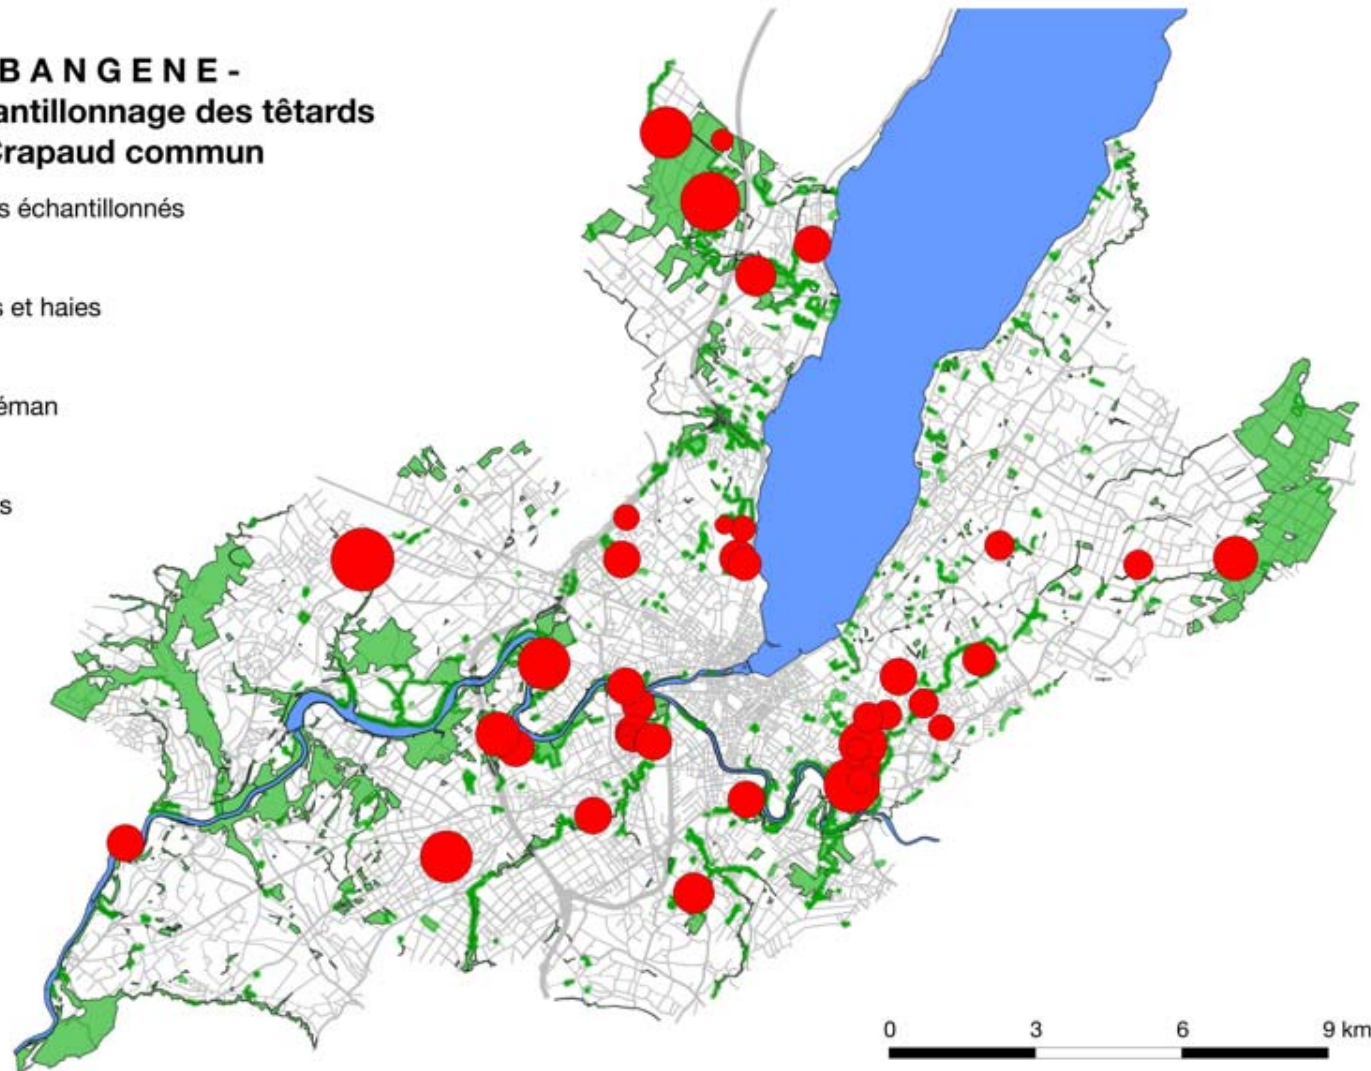 B A N G E N E -
antillonnage des têtards
Crapaud commun
s échantillonnés
s et haies
éman
s
0 3 6 9 km